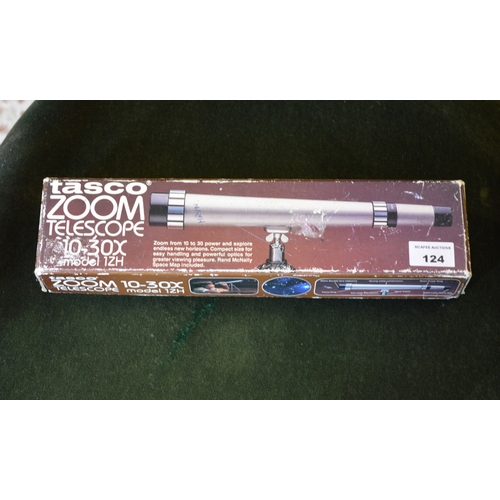 tasco®
ZOOM
TELESCOPE
10-30X
model 1ZH
Zoom from 10 to 30 power and explore
endless new horizons. Compact size for
easy handling and powerful optics for
greater viewing pleasure. Rand McNally
Space Map Included.
124
tasco
ZOOM 10-30X
TELESCOPE model 1ZH